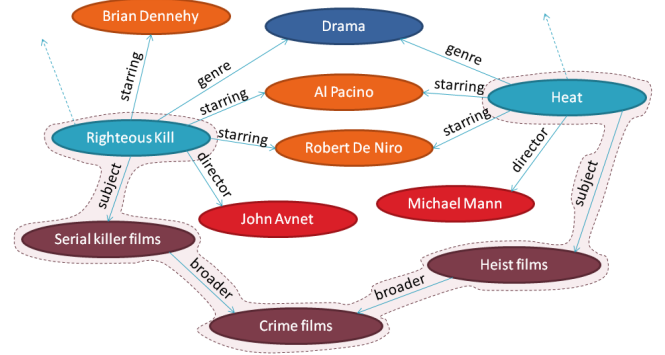 Brian Dennehy
Drama
starring
genre
genre
starring
Al Pacino
starring
Heat
Righteous Kill
starring
Robert De Niro
starring
subject
director
director
subject
John Avnet
Michael Mann
Serial killer films
broader
broader
Heist films
Crime films